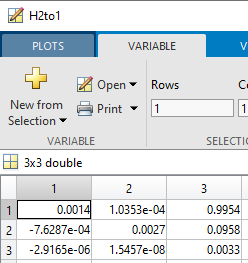 H2to1
PLOTS VARIABLE V
New from Selection Open Print Rows Co
1 1
VARIABLE SELECTIO
3x3 double
1 2 3
1 0.0014 1.0353e-04 0.9954
2 -7.6287e-04 0.0027 0.0958
3 -2.9165e-06 1.5457e-08 0.0033